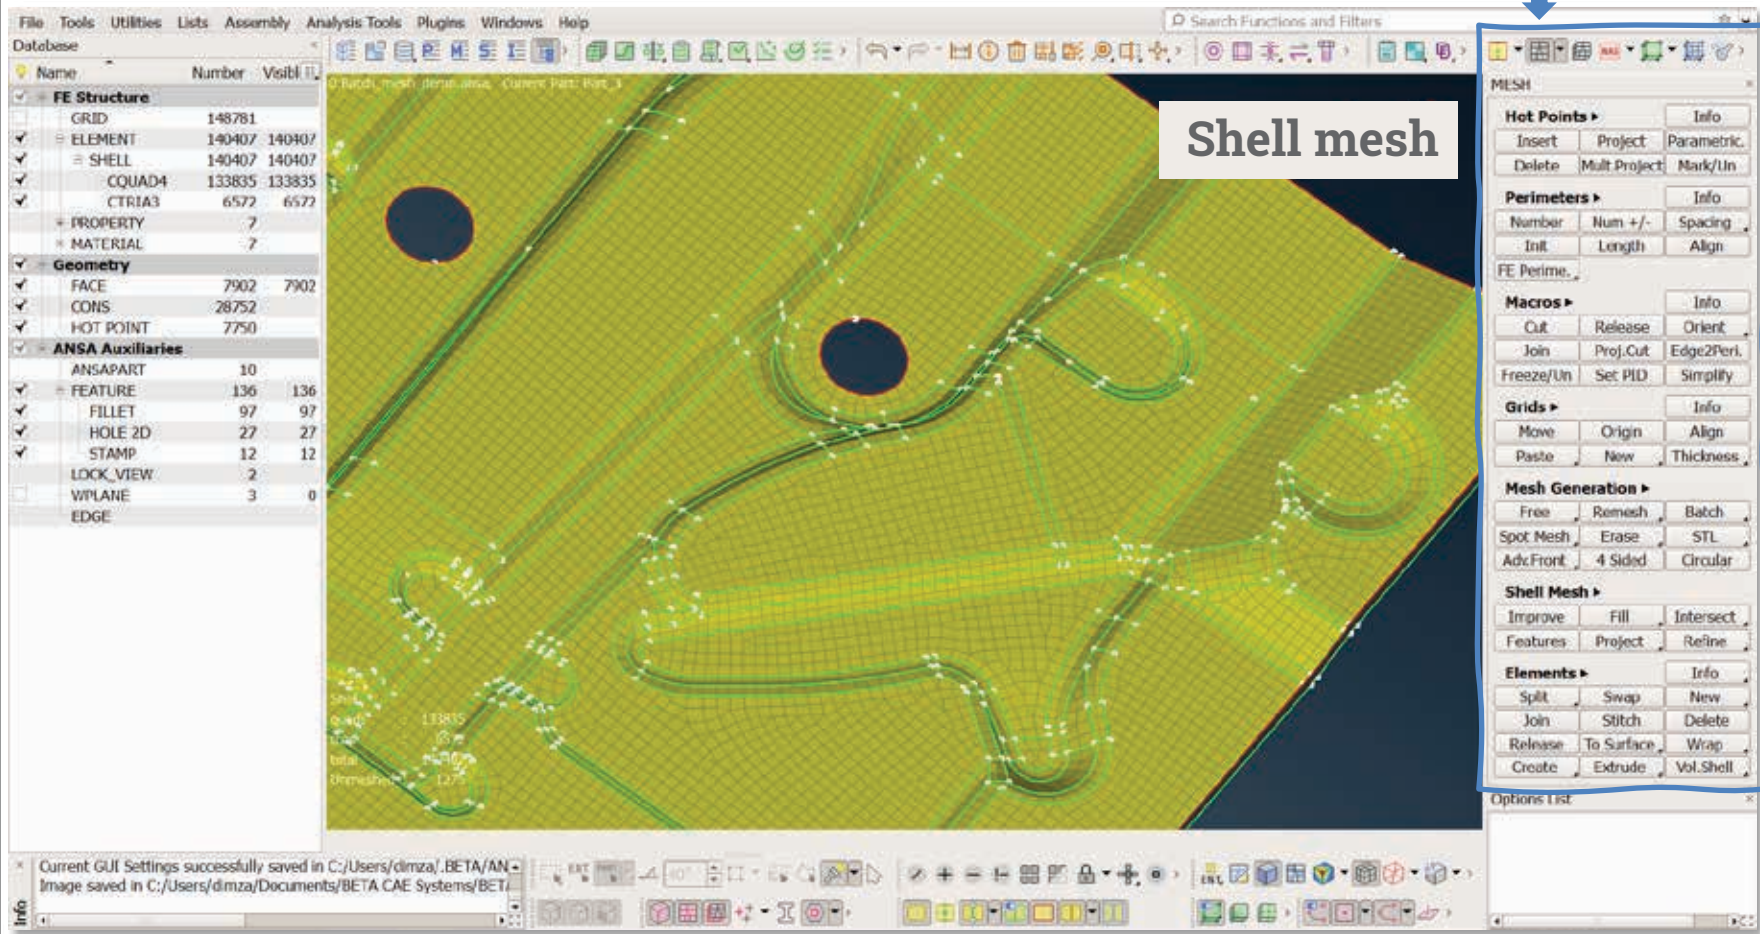 File Tools Utilities Lists Assembly Analysis Tools Plugins Windows Help
Search Functions and Filters
Database
Name Number Visibl
FE Structure
GRID 148781
ELEMENT 140407 140407
SHELL 140407 140407
CQUAD4 133835 133835
CTRIA3 6572 6572
PROPERTY 7
MATERIAL 7
Geometry
FACE 7902 7902
CONS 28752
HOT POINT 7750
ANSA Auxiliaries
ANSAPART 10
FEATURE 136 136
FILLET 97 97
HOLE 2D 27 27
STAMP 12 12
LOCK_VIEW 2
WPLANE 3 0
EDGE
Current Part: Part_3
Shell mesh
133835
total
Unmeshed : 127
MESH
Hot Points Info
Insert Project Parametric.
Delete Mult Project Mark/Un
Perimeters Info
Number Num +/- Spacing
Init Length Align
FE Perime.
Macros Info
Cut Release Orient
Join Proj.Cut Edge2Peri.
Freeze/Un Set PID Simplify
Grids Info
Move Origin Align
Paste New Thickness
Mesh Generation
Free Remesh Batch
Spot Mesh Erase STL
Adv.Front 4 Sided Circular
Shell Mesh
Improve Fill Intersect
Features Project Refine
Elements Info
Split Swap New
Join Stitch Delete
Release To Surface Wrap
Create Extrude Vol.Shell
Options List
Current GUI Settings successfully saved in C:/Users/dimza/.BETA/AN
Image saved in C:/Users/dimza/Documents/BETA CAE Systems/BETA
Info